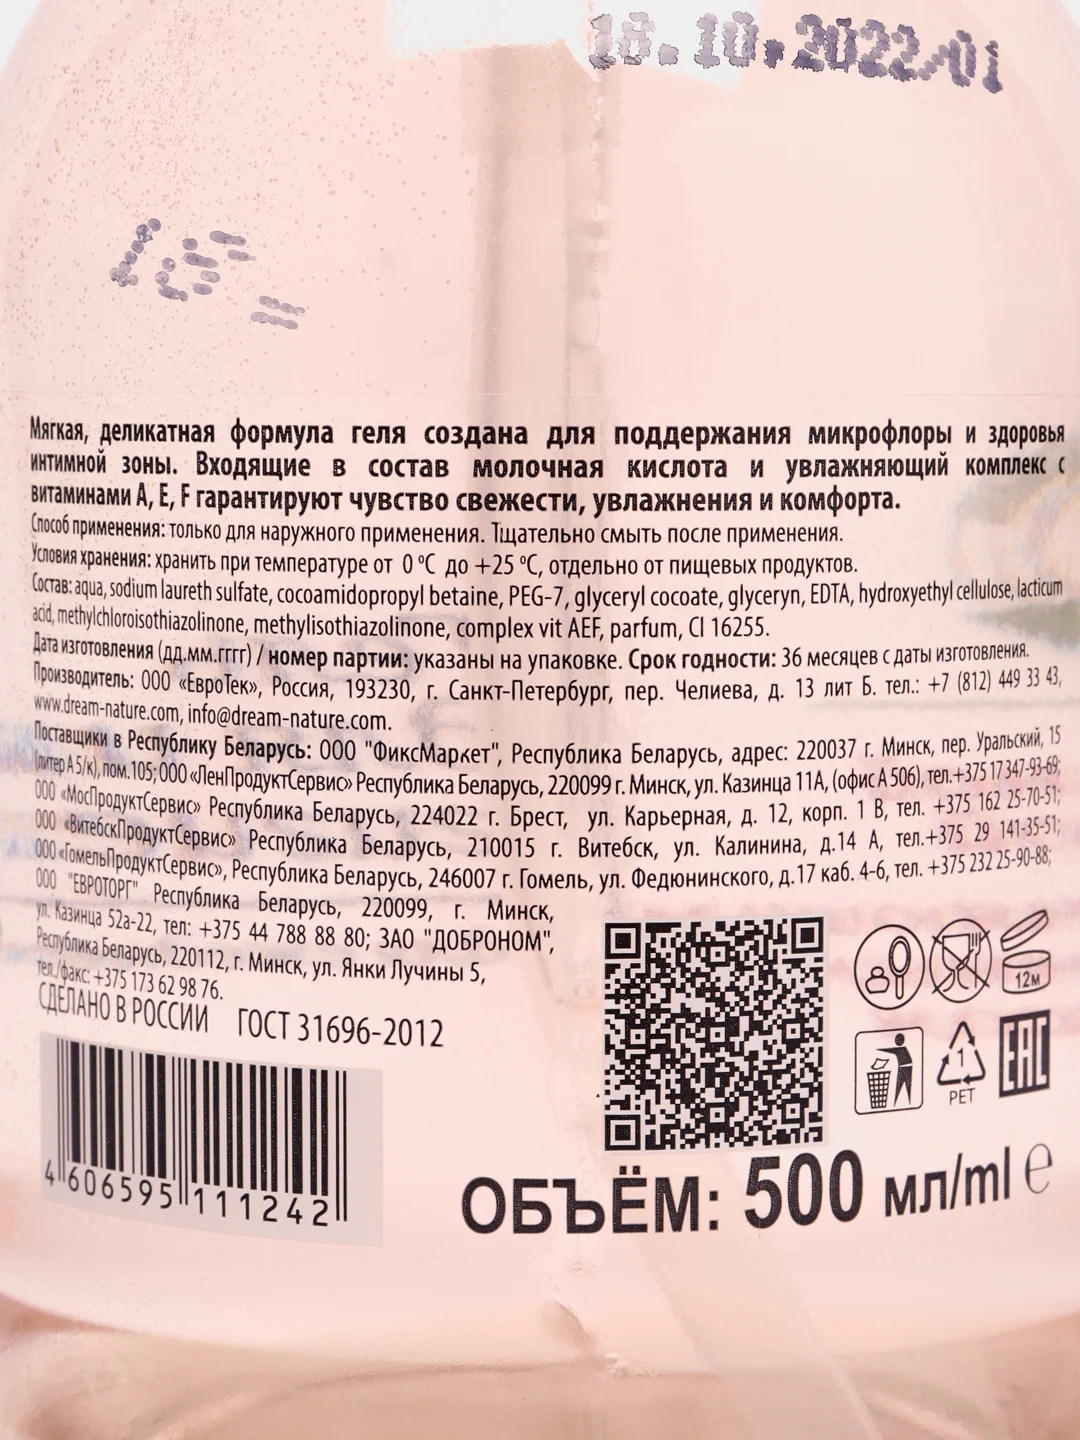 18.10.2022/01
Мягкая, деликатная формула геля создана для поддержания микрофлоры и здоровья
интимной зоны. Входящие в состав молочная кислота и увлажняющий комплекс с
витаминами А, Е, F гарантируют чувство свежести, увлажнения и комфорта.
Способ применения: только для наружного применения. Тщательно смыть после применения.
Условия хранения: хранить при температуре от 0 °С до +25 °С, отдельно от пищевых продуктов.
Состав: aqua, sodium laureth sulfate, cocoamidopropyl betaine, PEG-7, glyceryl cocoate, glyceryn, EDTA, hydroxyethyl cellulose, lacticum
acid, methylchloroisothiazolinone, methylisothiazolinone, complex vit AEF, parfum, CI 16255.
Дата изготовления (дд.мм.гггг) / номер партии: указаны на упаковке. Срок годности: 36 месяцев с даты изготовления.
Производитель: ООО «ЕвроТек», Россия, 193230, г. Санкт-Петербург, пер. Челиева, д. 13 лит Б. тел.: +7 (812) 449 33 43,
www.dream-nature.com, info@dream-nature.com.
Поставщики в Республику Беларусь: ООО "ФиксМаркет", Республика Беларусь, адрес: 220037 г. Минск, пер. Уральский, 15
(литер А 5/к), пом.105; ООО «ЛенПродуктСервис» Республика Беларусь, 220099 г. Минск, ул. Казинца 11А, (офис А 506), тел.+375 17 347-93-69;
ООО «МосПродуктСервис» Республика Беларусь, 224022 г. Брест, ул. Карьерная, д. 12, корп. 1 В, тел. +375 162 25-70-51;
ООО «ВитебскПродуктСервис» Республика Беларусь, 210015 г. Витебск, ул. Калинина, д.14 А, тел.+375 29 141-35-51;
ООО «ГомельПродуктСервис», Республика Беларусь, 246007 г. Гомель, ул. Федюнинского, д.17 каб. 4-6, тел. +375 232 25-90-88;
ООО "ЕВРОТОРГ" Республика Беларусь, 220099, г. Минск,
ул. Казинца 52а-22, тел: +375 44 788 88 80; ЗАО "ДОБРОНОМ",
Республика Беларусь, 220112, г. Минск, ул. Янки Лучины 5,
тел./факс: +375 173 62 98 76.
СДЕЛАНО В РОССИИ ГОСТ 31696-2012
12м
1
PET
EAC
4 606595 111242
ОБЪЁМ: 500 мл/ml e